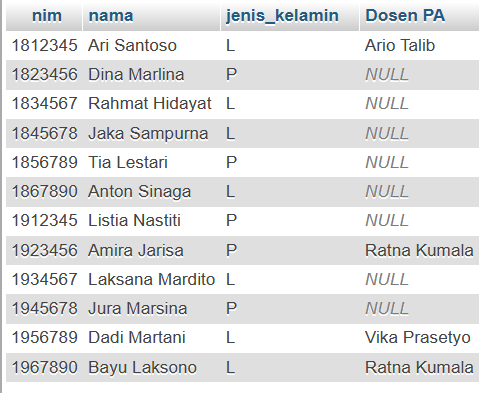 nim nama jenis_kelamin Dosen PA
1812345 Ari Santoso L Ario Talib
1823456 Dina Marlina P NULL
1834567 Rahmat Hidayat L NULL
1845678 Jaka Sampurna L NULL
1856789 Tia Lestari P NULL
1867890 Anton Sinaga L NULL
1912345 Listia Nastiti P NULL
1923456 Amira Jarisa P Ratna Kumala
1934567 Laksana Mardito L NULL
1945678 Jura Marsina P NULL
1956789 Dadi Martani L Vika Prasetyo
1967890 Bayu Laksono L Ratna Kumala